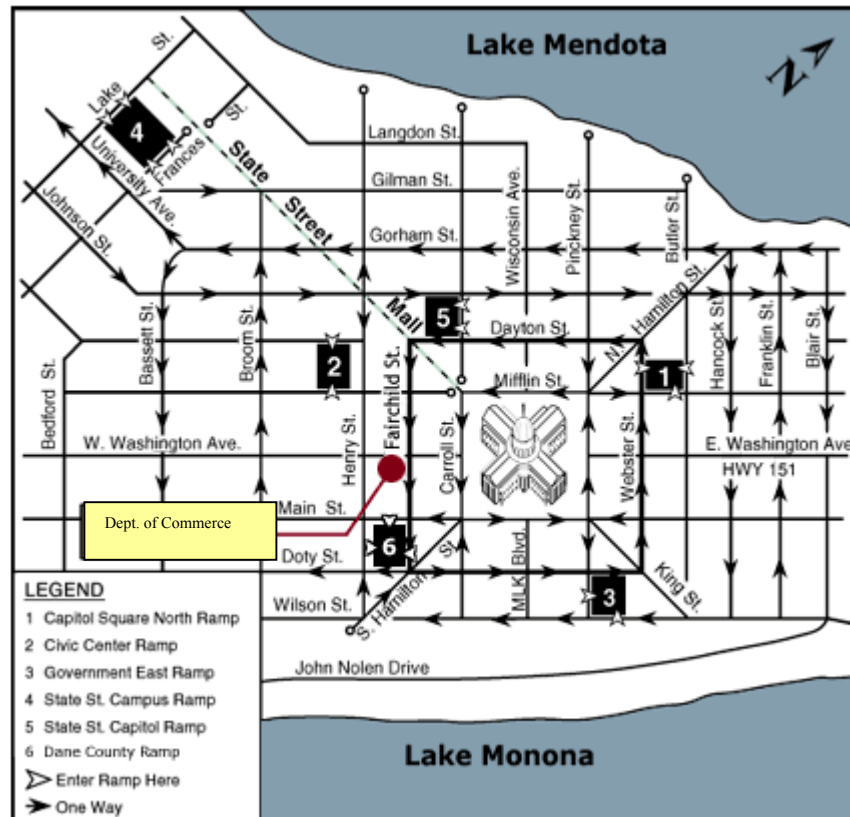 Lake Mendota
N
St.
Lake
St.
4
Frances
University Ave.
Johnson St.
State Street Mall
Langdon St.
Gilman St.
Gorham St.
Wisconsin Ave.
Pinckney St.
Butler St.
N. Hamilton St.
Hancock St.
Franklin St.
Blair St.
5
Dayton St.
Bassett St.
Broom St.
2
Mifflin St.
1
Bedford St.
Henry St.
Fairchild St.
Carroll St.
Webster St.
W. Washington Ave.
E. Washington Ave
HWY 151
Main St.
Dept. of Commerce
Doty St.
6
S. Hamilton St
MLK Blvd.
King St.
3
Wilson St.
John Nolen Drive
Lake Monona
LEGEND
1 Capitol Square North Ramp
2 Civic Center Ramp
3 Government East Ramp
4 State St. Campus Ramp
5 State St. Capitol Ramp
6 Dane County Ramp
Enter Ramp Here
One Way